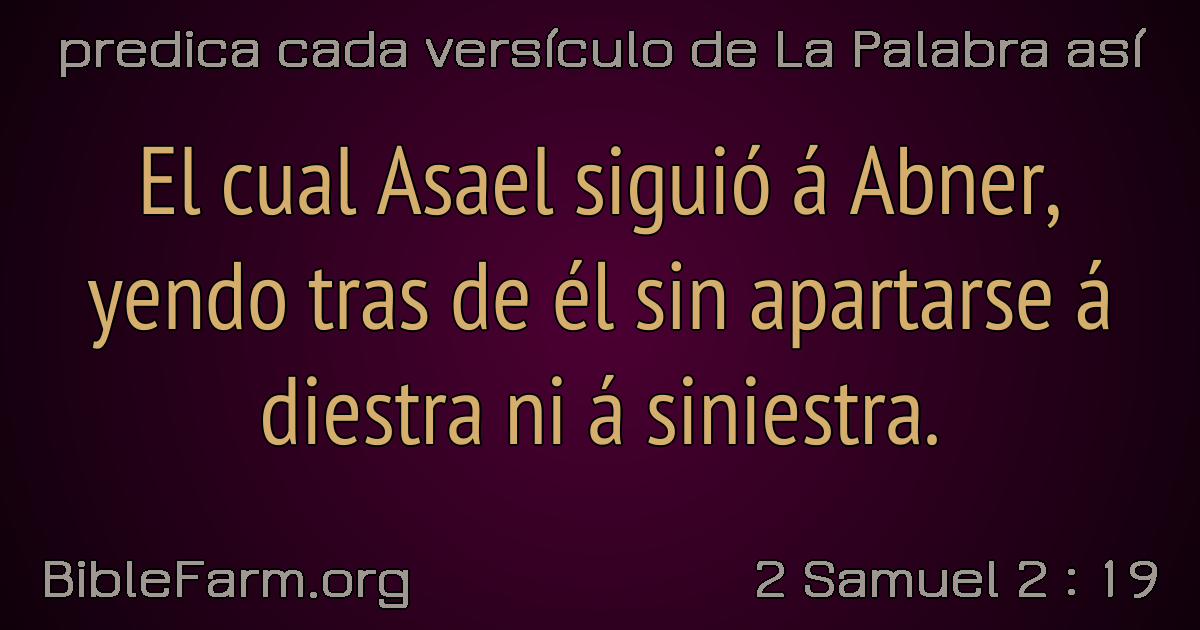 predica cada versículo de La Palabra así
El cual Asael siguió á Abner,
yendo tras de él sin apartarse á
diestra ni á siniestra.
BibleFarm.org
2 Samuel 2 : 19